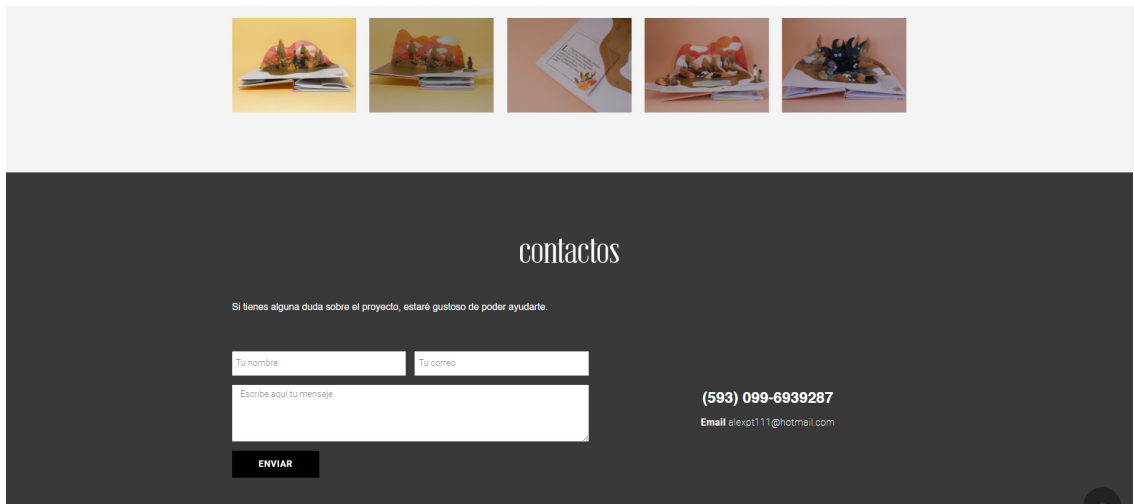 contactos
Si tienes alguna duda sobre el proyecto, estaré gustoso de poder ayudarte.
Tu nombre
Tu correo
Escribe aquí tu mensaje
(593) 099-6939287
Email alexpt111@hotmail.com
ENVIAR